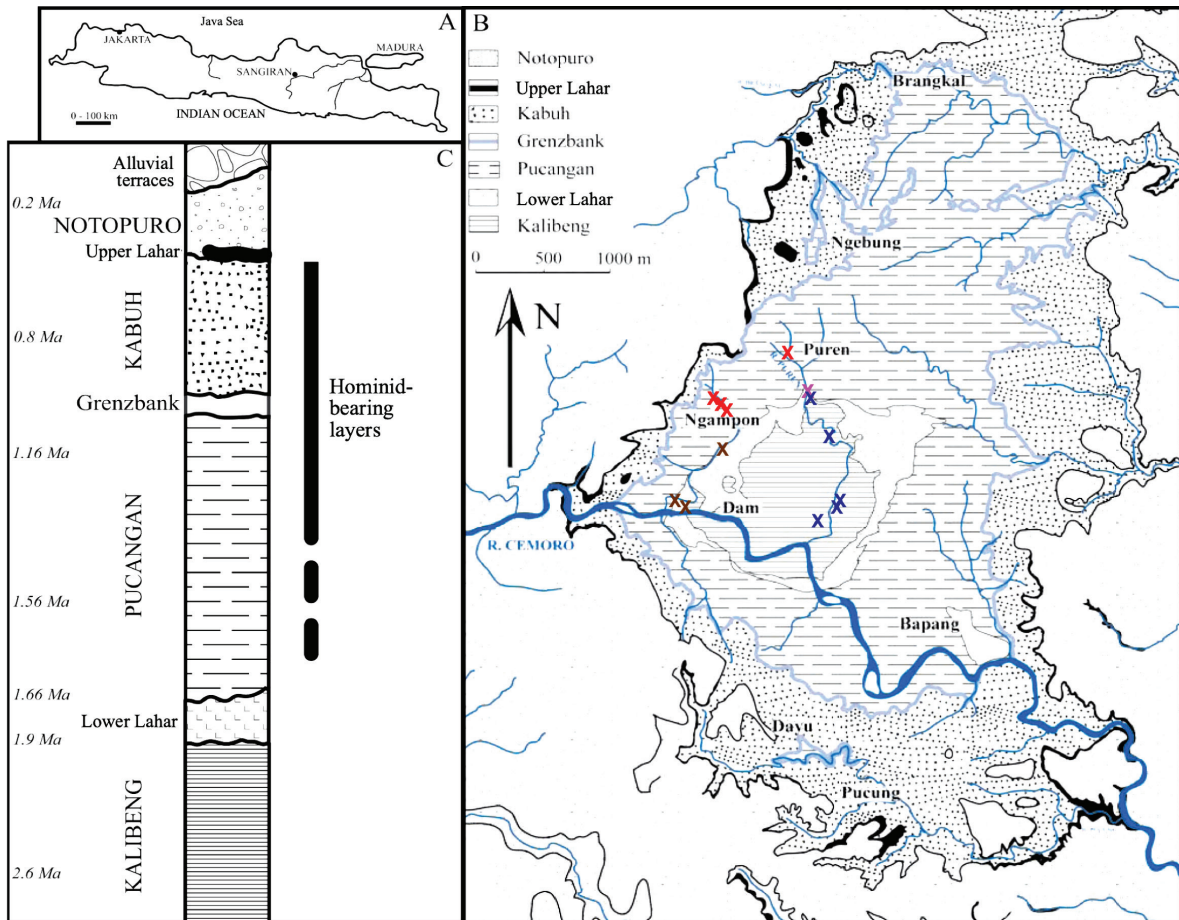 A
Java Sea
JAKARTA
MADURA
SANGIRAN
INDIAN OCEAN
0 - 100 km
C
Alluvial
terraces
0.2 Ma
NOTOPURO
Upper Lahar
KABUH
0.8 Ma
Grenzbank
1.16 Ma
PUCANGAN
1.56 Ma
1.66 Ma
Lower Lahar
1.9 Ma
KALIBENG
2.6 Ma
Hominid-
bearing
layers
B
Notopuro
Upper Lahar
Kabuh
Grenzbank
Pucangan
Lower Lahar
Kalibeng
0 500 1000 m
N
Brangkal
Ngebung
Puren
X
X
X
X
X
X
X
Ngampon
X
X
X
X
X
X
X
Dam
R. CEMORO
Bapang
Dayu
Pucung